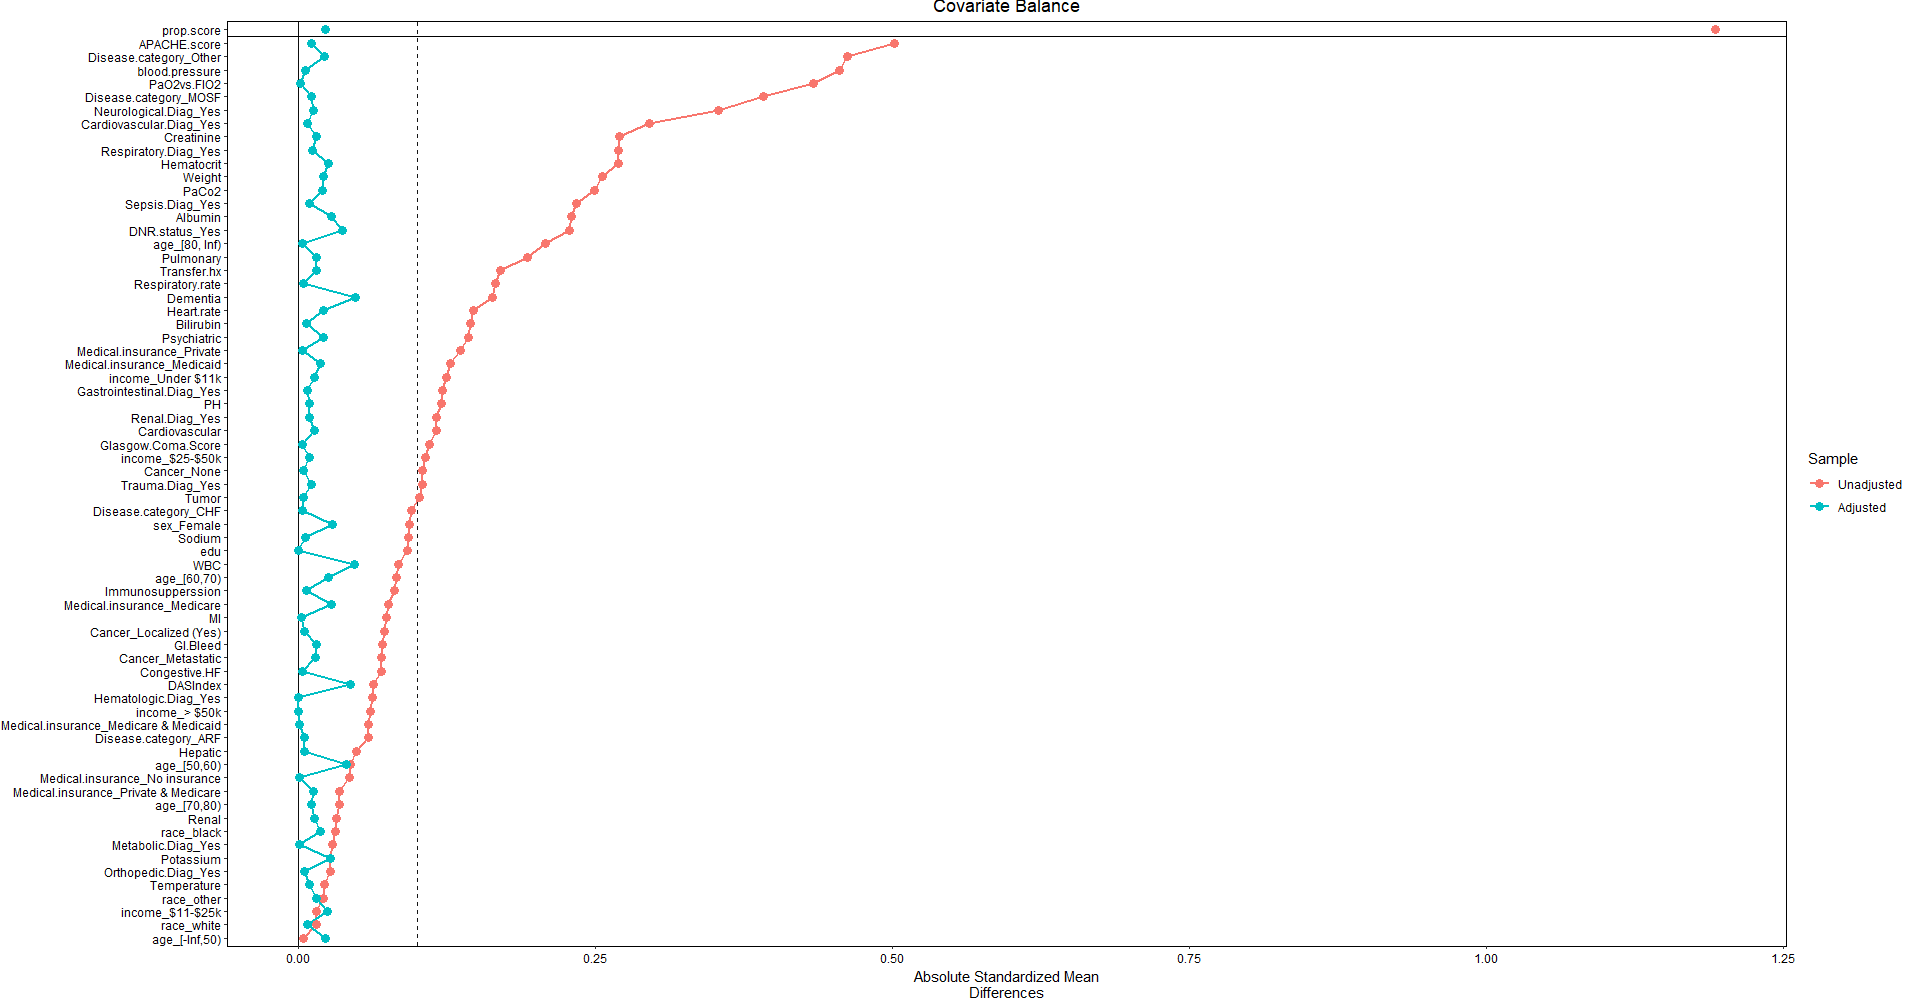 Covariate Balance
prop.score
APACHE.score
Disease.category_Other
blood.pressure
PaO2vs.FIO2
Disease.category_MOSF
Neurological.Diag_Yes
Cardiovascular.Diag_Yes
Creatinine
Respiratory.Diag_Yes
Hematocrit
Weight
PaCo2
Sepsis.Diag_Yes
Albumin
DNR.status_Yes
age_[80, Inf)
Pulmonary
Transfer.hx
Respiratory.rate
Dementia
Heart.rate
Bilirubin
Psychiatric
Medical.insurance_Private
Medical.insurance_Medicaid
income_Under $11k
Gastrointestinal.Diag_Yes
PH
Renal.Diag_Yes
Cardiovascular
Glasgow.Coma.Score
income_$25-$50k
Cancer_None
Trauma.Diag_Yes
Tumor
Disease.category_CHF
sex_Female
Sodium
edu
WBC
age_[60,70)
Immunosupperssion
Medical.insurance_Medicare
MI
Cancer_Localized (Yes)
GI.Bleed
Cancer_Metastatic
Congestive.HF
DASIndex
Hematologic.Diag_Yes
income_> $50k
Medical.insurance_Medicare & Medicaid
Disease.category_ARF
Hepatic
age_[50,60)
Medical.insurance_No insurance
Medical.insurance_Private & Medicare
age_[70,80)
Renal
race_black
Metabolic.Diag_Yes
Potassium
Orthopedic.Diag_Yes
Temperature
race_other
income_$11-$25k
race_white
age_[-Inf,50)
0.00 0.25 0.50 0.75 1.00 1.25
Absolute Standardized Mean
Differences
Sample
Unadjusted
Adjusted